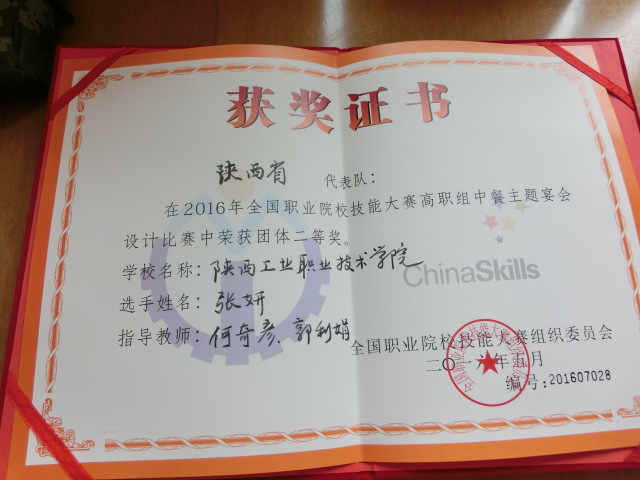 获奖证书
陕西省 代表队：
在2016年全国职业院校技能大赛高职组中餐主题宴会
设计比赛中荣获团体二等奖。
学校名称：陕西工业职业技术学院
ChinaSkills
选手姓名：张妍
指导教师：何奇彦、郭利娟
全国职业院校技能大赛组织委员会
二〇一六年五月
编号:201607028